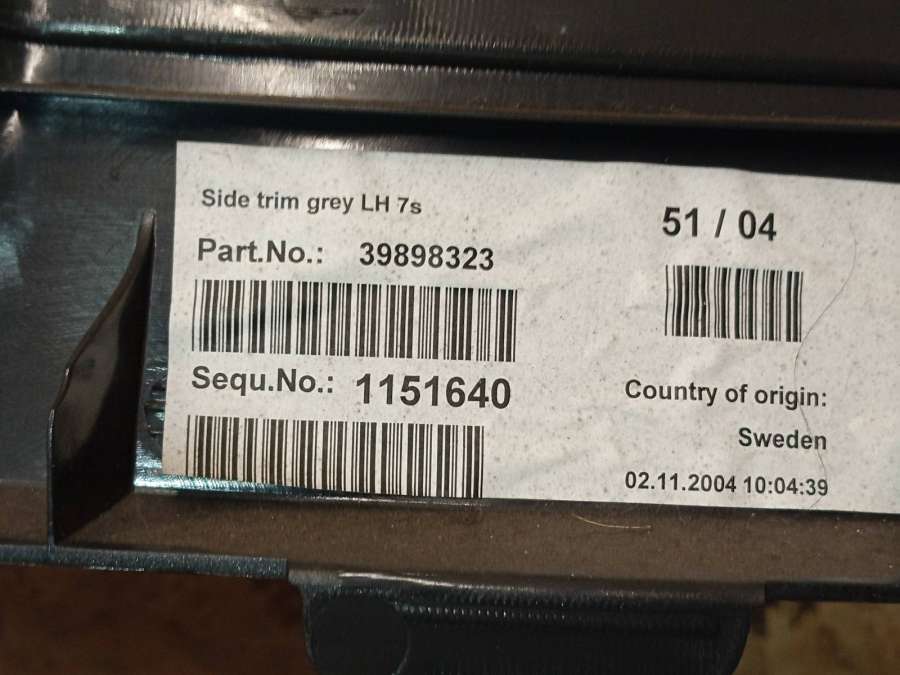 Side trim grey LH 7s
51 / 04
Part.No.: 39898323
Sequ.No.: 1151640
Country of origin:
Sweden
02.11.2004 10:04:39